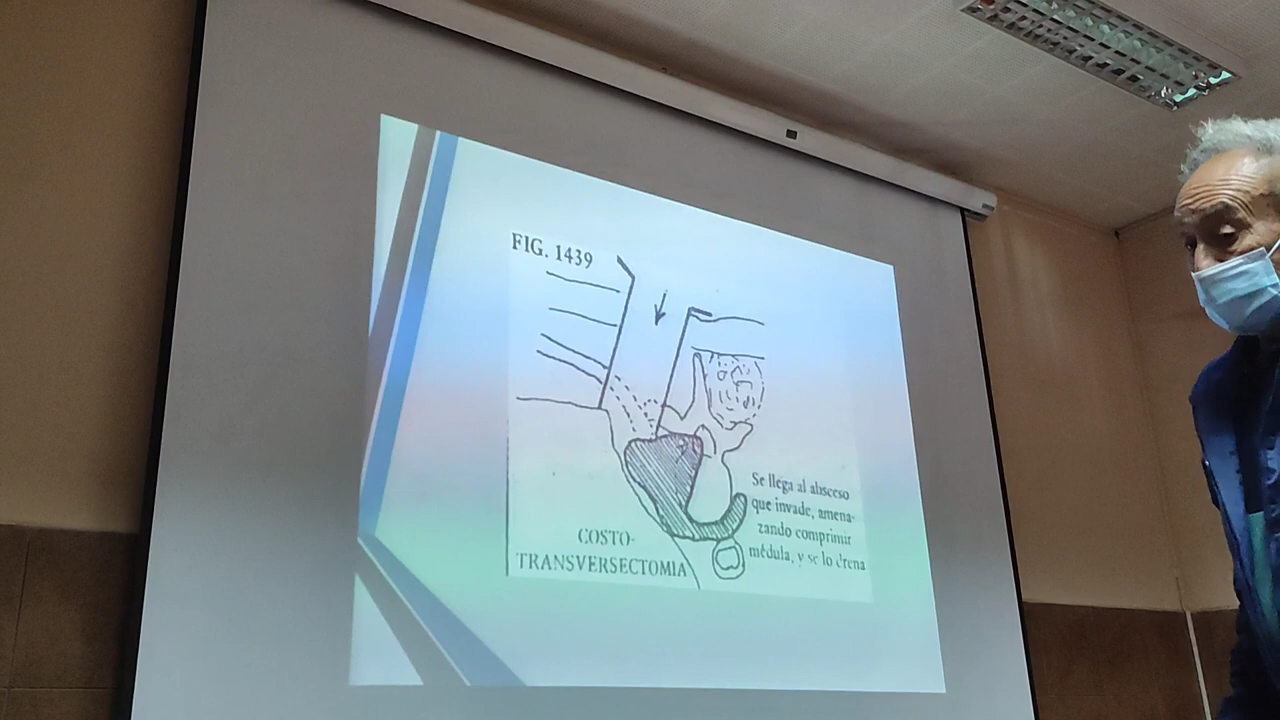 FIG. 1439
Se llega al absceso
que invade, amena-
zando comprimir
médula, y se lo drena
COSTO-
TRANSVERSECTOMIA